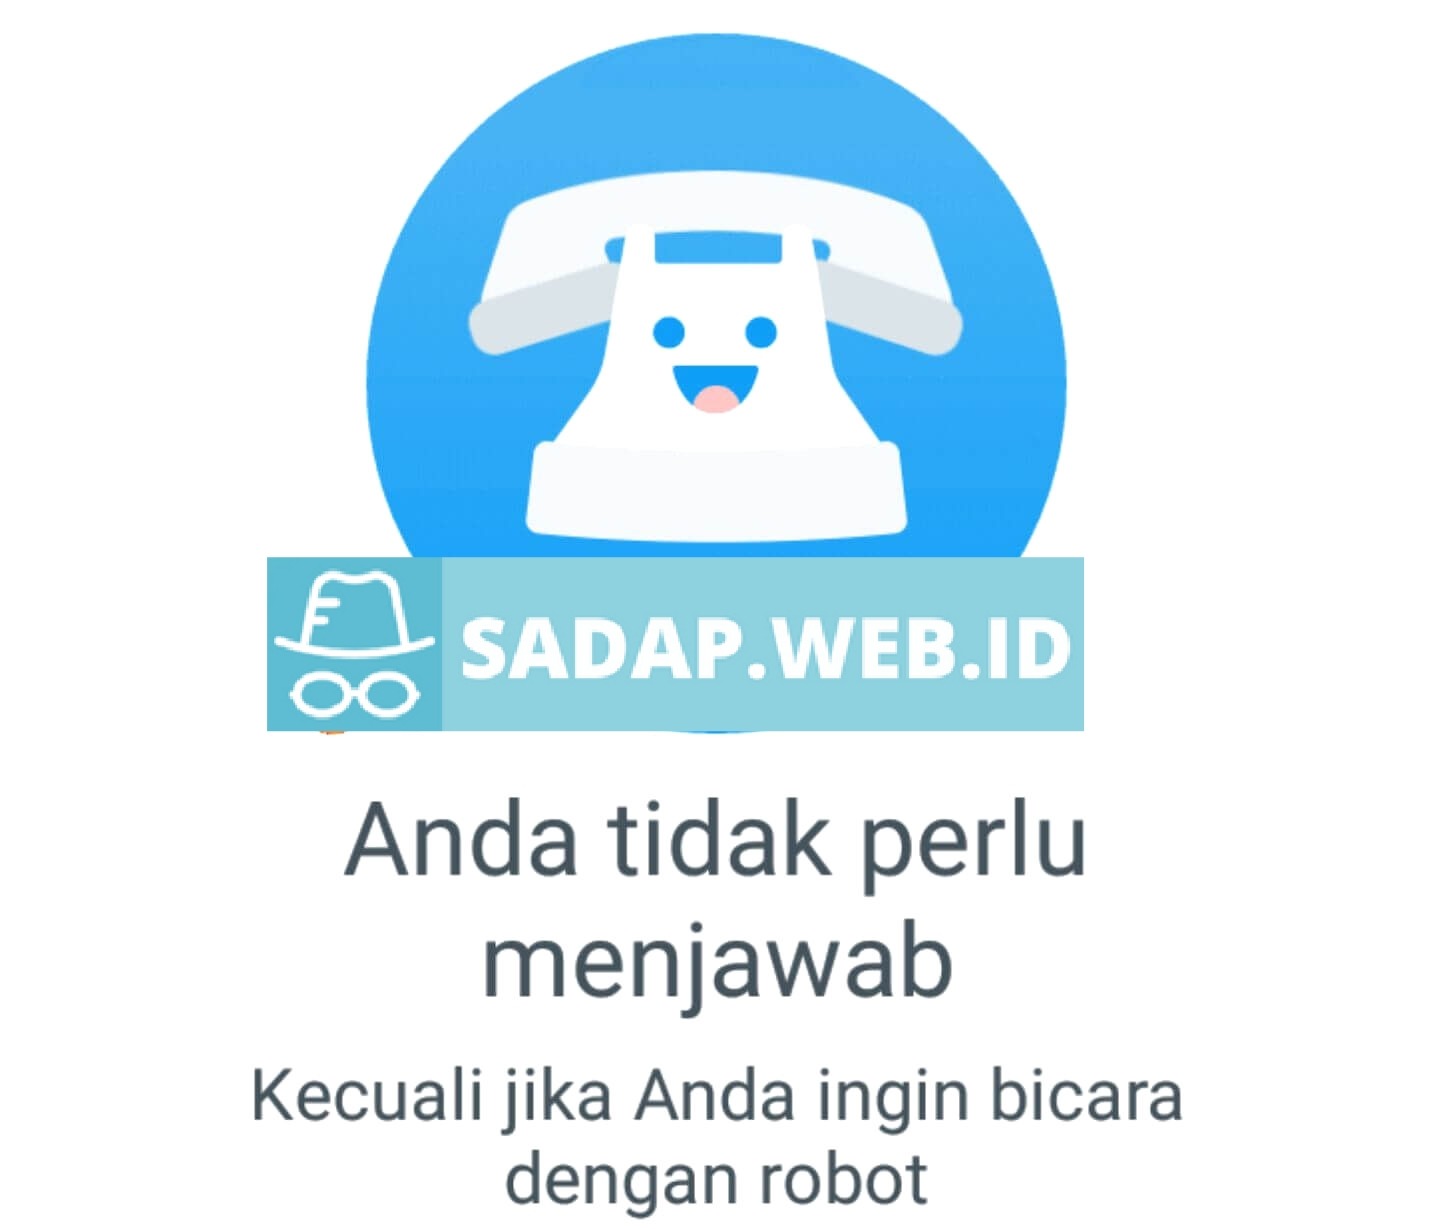 SADAP.WEB.ID
Anda tidak perlu
menjawab
Kecuali jika Anda ingin bicara
dengan robot